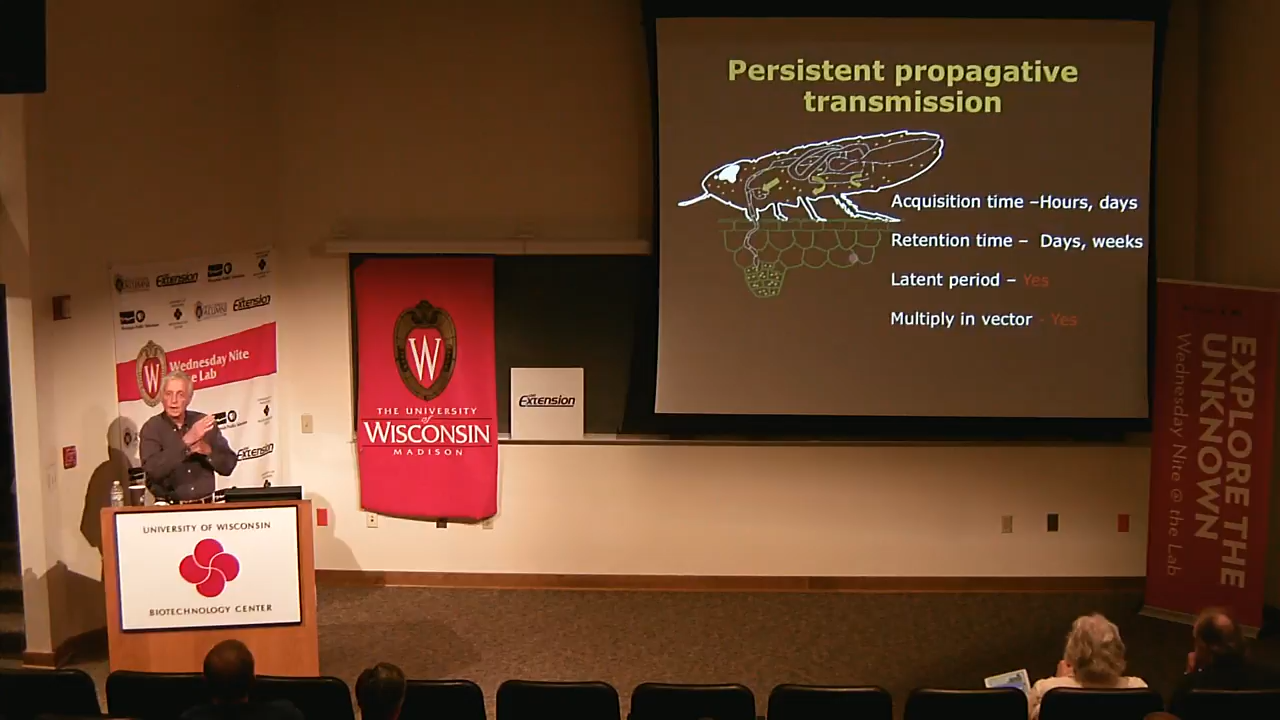 Persistent propagative
transmission
Acquisition time –Hours, days
Retention time – Days, weeks
Latent period – Yes
Multiply in vector - Yes
Extension
Extension
Wednesday Nite
e Lab
Extension
W
W
THE UNIVERSITY
of
WISCONSIN
MADISON
Extension
UNIVERSITY OF WISCONSIN
BIOTECHNOLOGY CENTER
EXPLORE THE
UNKNOWN
Wednesday Nite @ the Lab